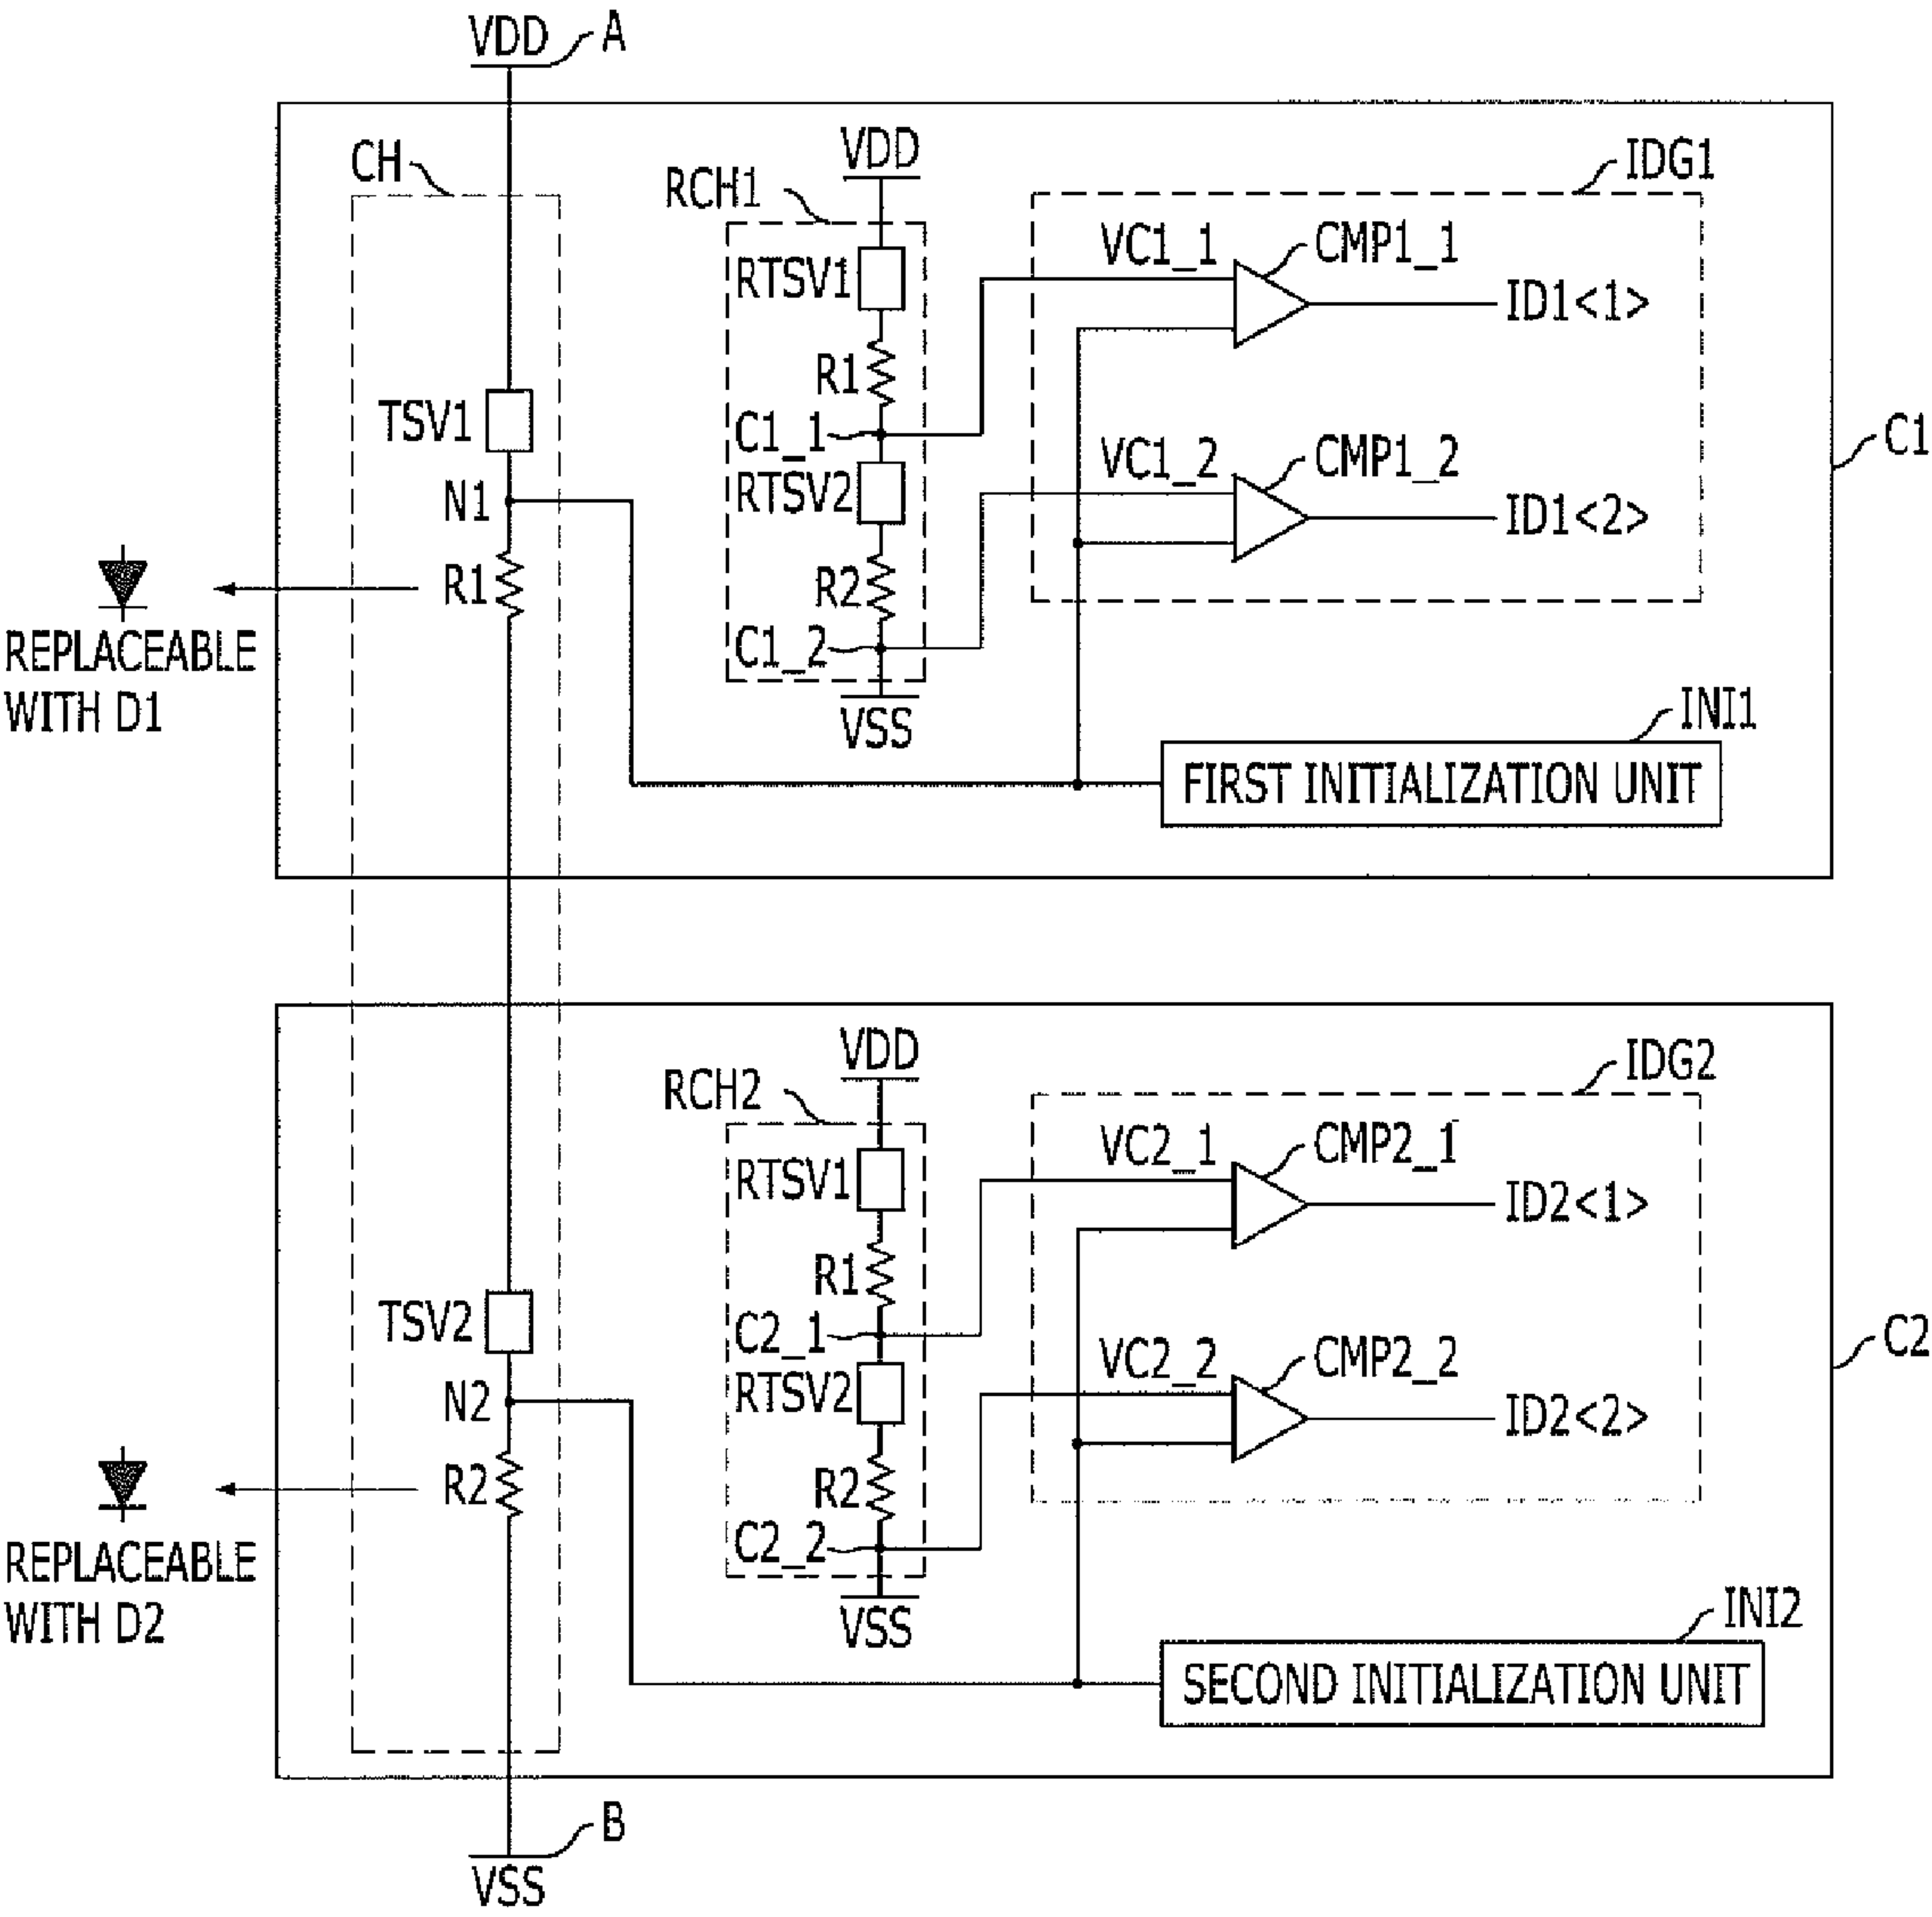 VDD
A
CH
RCH1
VDD
IDG1
RTSV1
VC1_1
CMP1_1
ID1<1>
R1
TSV1
C1_1
VC1_2
CMP1_2
C1
N1
RTSV2
ID1<2>
R1
R2
REPLACEABLE
WITH D1
C1_2
VSS
INI1
FIRST INITIALIZATION UNIT
RCH2
VDD
IDG2
RTSV1
VC2_1
CMP2_1
ID2<1>
R1
TSV2
C2_1
VC2_2
CMP2_2
C2
N2
RTSV2
ID2<2>
R2
R2
REPLACEABLE
WITH D2
C2_2
VSS
INI2
SECOND INITIALIZATION UNIT
B
VSS